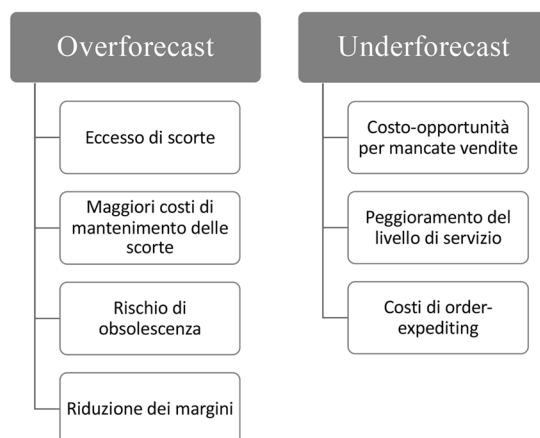 Overforecast
Eccesso di scorte
Maggiori costi di
mantenimento delle
scorte
Rischio di
obsolescenza
Riduzione dei margini
Underforecast
Costo-opportunità
per mancate vendite
Peggioramento del
livello di servizio
Costi di order-
expediting